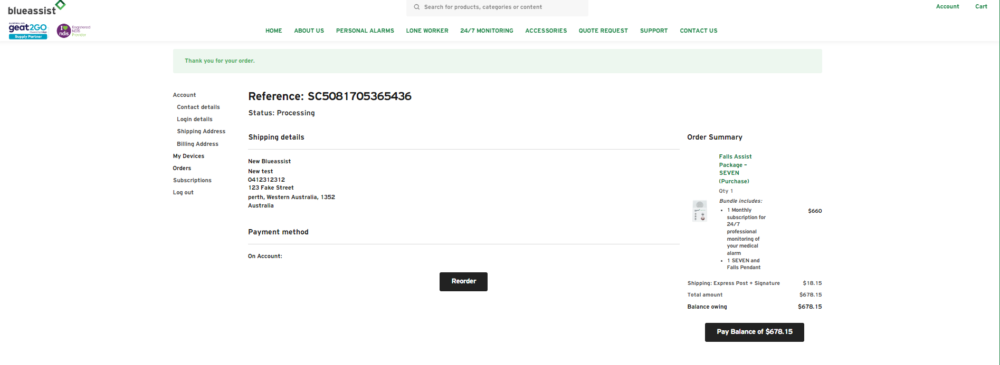 blueassist
Search for products, categories or content
Account
Cart
AUSTRALIAN
geat2GO
Supply Partner
I
ndis
Registered
NDIS
Provider
HOME
ABOUT US
PERSONAL ALARMS
LONE WORKER
24/7 MONITORING
ACCESSORIES
QUOTE REQUEST
SUPPORT
CONTACT US
Thank you for your order.
Account
Contact details
Login details
Shipping Address
Billing Address
My Devices
Orders
Subscriptions
Log out
Reference: SC5081705365436
Status: Processing
Shipping details
New Blueassist
New test
0412312312
123 Fake Street
perth, Western Australia, 1352
Australia
Payment method
On Account:
Reorder
Order Summary
Falls Assist
Package –
SEVEN
(Purchase)
Qty 1
Bundle includes:
• 1 Monthly
subscription for
24/7
professional
monitoring of
your medical
alarm
• 1 SEVEN and
Falls Pendant
$660
Shipping: Express Post + Signature $18.15
Total amount $678.15
Balance owing $678.15
Pay Balance of $678.15